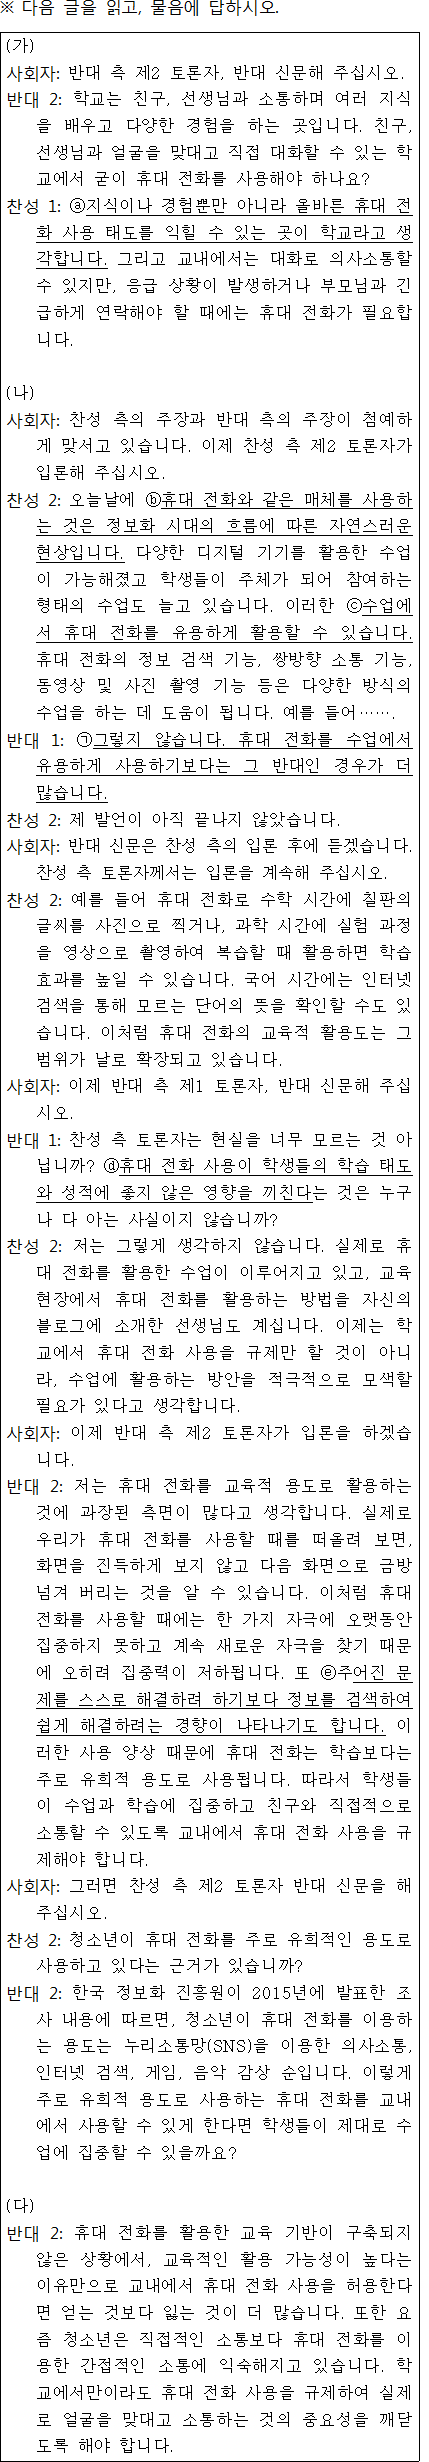 ※ 다음 글을 읽고, 물음에 답하시오.
(가)
사회자: 반대 측 제2 토론자, 반대 신문해 주십시오.
반대 2: 학교는 친구, 선생님과 소통하며 여러 지식
을 배우고 다양한 경험을 하는 곳입니다. 친구,
선생님과 얼굴을 맞대고 직접 대화할 수 있는 학
교에서 굳이 휴대 전화를 사용해야 하나요?
찬성 1: ⓐ지식이나 경험뿐만 아니라 올바른 휴대 전
화 사용 태도를 익힐 수 있는 곳이 학교라고 생
각합니다. 그리고 교내에서는 대화로 의사소통할
수 있지만, 응급 상황이 발생하거나 부모님과 긴
급하게 연락해야 할 때에는 휴대 전화가 필요합
니다.
(나)
사회자: 찬성 측의 주장과 반대 측의 주장이 첨예하
게 맞서고 있습니다. 이제 찬성 측 제2 토론자가
입론해 주십시오.
찬성 2: 오늘날에 ⓑ휴대 전화와 같은 매체를 사용하
는 것은 정보화 시대의 흐름에 따른 자연스러운
현상입니다. 다양한 디지털 기기를 활용한 수업
이 가능해졌고 학생들이 주체가 되어 참여하는
형태의 수업도 늘고 있습니다. 이러한 ⓒ수업에
서 휴대 전화를 유용하게 활용할 수 있습니다.
휴대 전화의 정보 검색 기능, 쌍방향 소통 기능,
동영상 및 사진 촬영 기능 등은 다양한 방식의
수업을 하는 데 도움이 됩니다. 예를 들어…….
반대 1: ㉠그렇지 않습니다. 휴대 전화를 수업에서
유용하게 사용하기보다는 그 반대인 경우가 더
많습니다.
찬성 2: 제 발언이 아직 끝나지 않았습니다.
사회자: 반대 신문은 찬성 측의 입론 후에 듣겠습니다.
찬성 측 토론자께서는 입론을 계속해 주십시오.
찬성 2: 예를 들어 휴대 전화로 수학 시간에 칠판의
글씨를 사진으로 찍거나, 과학 시간에 실험 과정
을 영상으로 촬영하여 복습할 때 활용하면 학습
효과를 높일 수 있습니다. 국어 시간에는 인터넷
검색을 통해 모르는 단어의 뜻을 확인할 수도 있
습니다. 이처럼 휴대 전화의 교육적 활용도는 그
범위가 날로 확장되고 있습니다.
사회자: 이제 반대 측 제1 토론자, 반대 신문해 주십
시오.
반대 1: 찬성 측 토론자는 현실을 너무 모르는 것 아
닙니까? ⓓ휴대 전화 사용이 학생들의 학습 태도
와 성적에 좋지 않은 영향을 끼친다는 것은 누구
나 다 아는 사실이지 않습니까?
찬성 2: 저는 그렇게 생각하지 않습니다. 실제로 휴
대 전화를 활용한 수업이 이루어지고 있고, 교육
현장에서 휴대 전화를 활용하는 방법을 자신의
블로그에 소개한 선생님도 계십니다. 이제는 학
교에서 휴대 전화 사용을 규제만 할 것이 아니
라, 수업에 활용하는 방안을 적극적으로 모색할
필요가 있다고 생각합니다.
사회자: 이제 반대 측 제2 토론자가 입론을 하겠습
니다.
반대 2: 저는 휴대 전화를 교육적 용도로 활용하는
것에 과장된 측면이 많다고 생각합니다. 실제로
우리가 휴대 전화를 사용할 때를 떠올려 보면,
화면을 진득하게 보지 않고 다음 화면으로 금방
넘겨 버리는 것을 알 수 있습니다. 이처럼 휴대
전화를 사용할 때에는 한 가지 자극에 오랫동안
집중하지 못하고 계속 새로운 자극을 찾기 때문
에 오히려 집중력이 저하됩니다. 또 ⓔ주어진 문
제를 스스로 해결하려 하기보다 정보를 검색하여
쉽게 해결하려는 경향이 나타나기도 합니다. 이
러한 사용 양상 때문에 휴대 전화는 학습보다는
주로 유희적 용도로 사용됩니다. 따라서 학생들
이 수업과 학습에 집중하고 친구와 직접적으로
소통할 수 있도록 교내에서 휴대 전화 사용을 규
제해야 합니다.
사회자: 그러면 찬성 측 제2 토론자 반대 신문을 해
주십시오.
찬성 2: 청소년이 휴대 전화를 주로 유희적인 용도로
사용하고 있다는 근거가 있습니까?
반대 2: 한국 정보화 진흥원이 2015년에 발표한 조
사 내용에 따르면, 청소년이 휴대 전화를 이용하
는 용도는 누리소통망(SNS)을 이용한 의사소통,
인터넷 검색, 게임, 음악 감상 순입니다. 이렇게
주로 유희적 용도로 사용하는 휴대 전화를 교내
에서 사용할 수 있게 한다면 학생들이 제대로 수
업에 집중할 수 있을까요?
(다)
반대 2: 휴대 전화를 활용한 교육 기반이 구축되지
않은 상황에서, 교육적인 활용 가능성이 높다는
이유만으로 교내에서 휴대 전화 사용을 허용한다
면 얻는 것보다 잃는 것이 더 많습니다. 또한 요
즘 청소년은 직접적인 소통보다 휴대 전화를 이
용한 간접적인 소통에 익숙해지고 있습니다. 학
교에서만이라도 휴대 전화 사용을 규제하여 실제
로 얼굴을 맞대고 소통하는 것의 중요성을 깨닫
도록 해야 합니다.